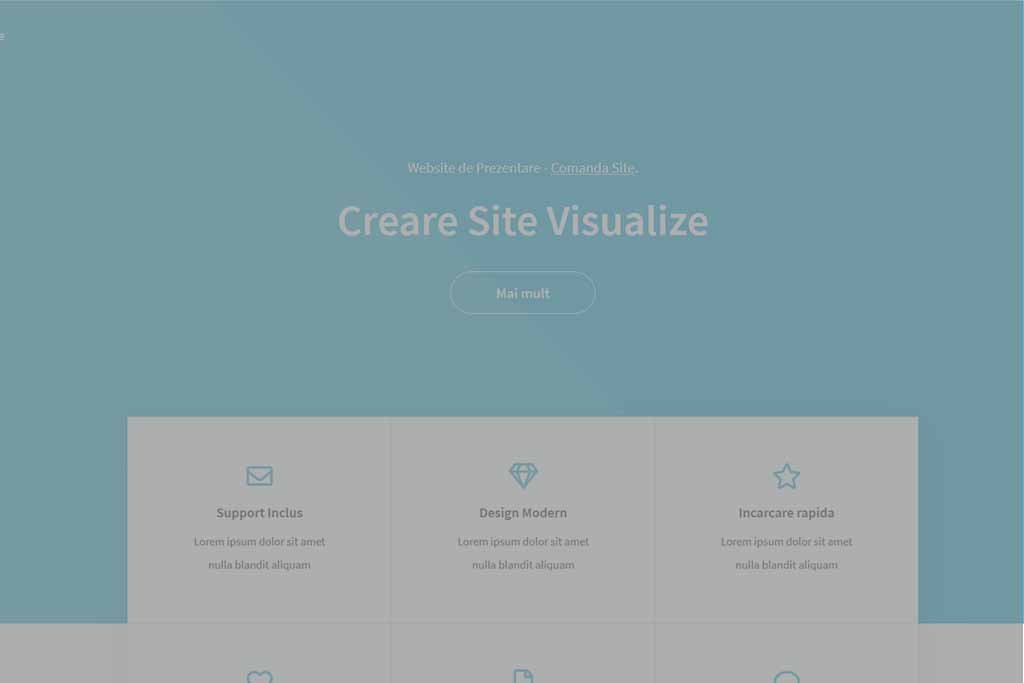 Website de Prezentare - Comanda Site.
Creare Site Visualize
Mai mult
Support Inclus
Lorem ipsum dolor sit amet
nulla blandit aliquam
Design Modern
Lorem ipsum dolor sit amet
nulla blandit aliquam
Incarcare rapida
Lorem ipsum dolor sit amet
nulla blandit aliquam